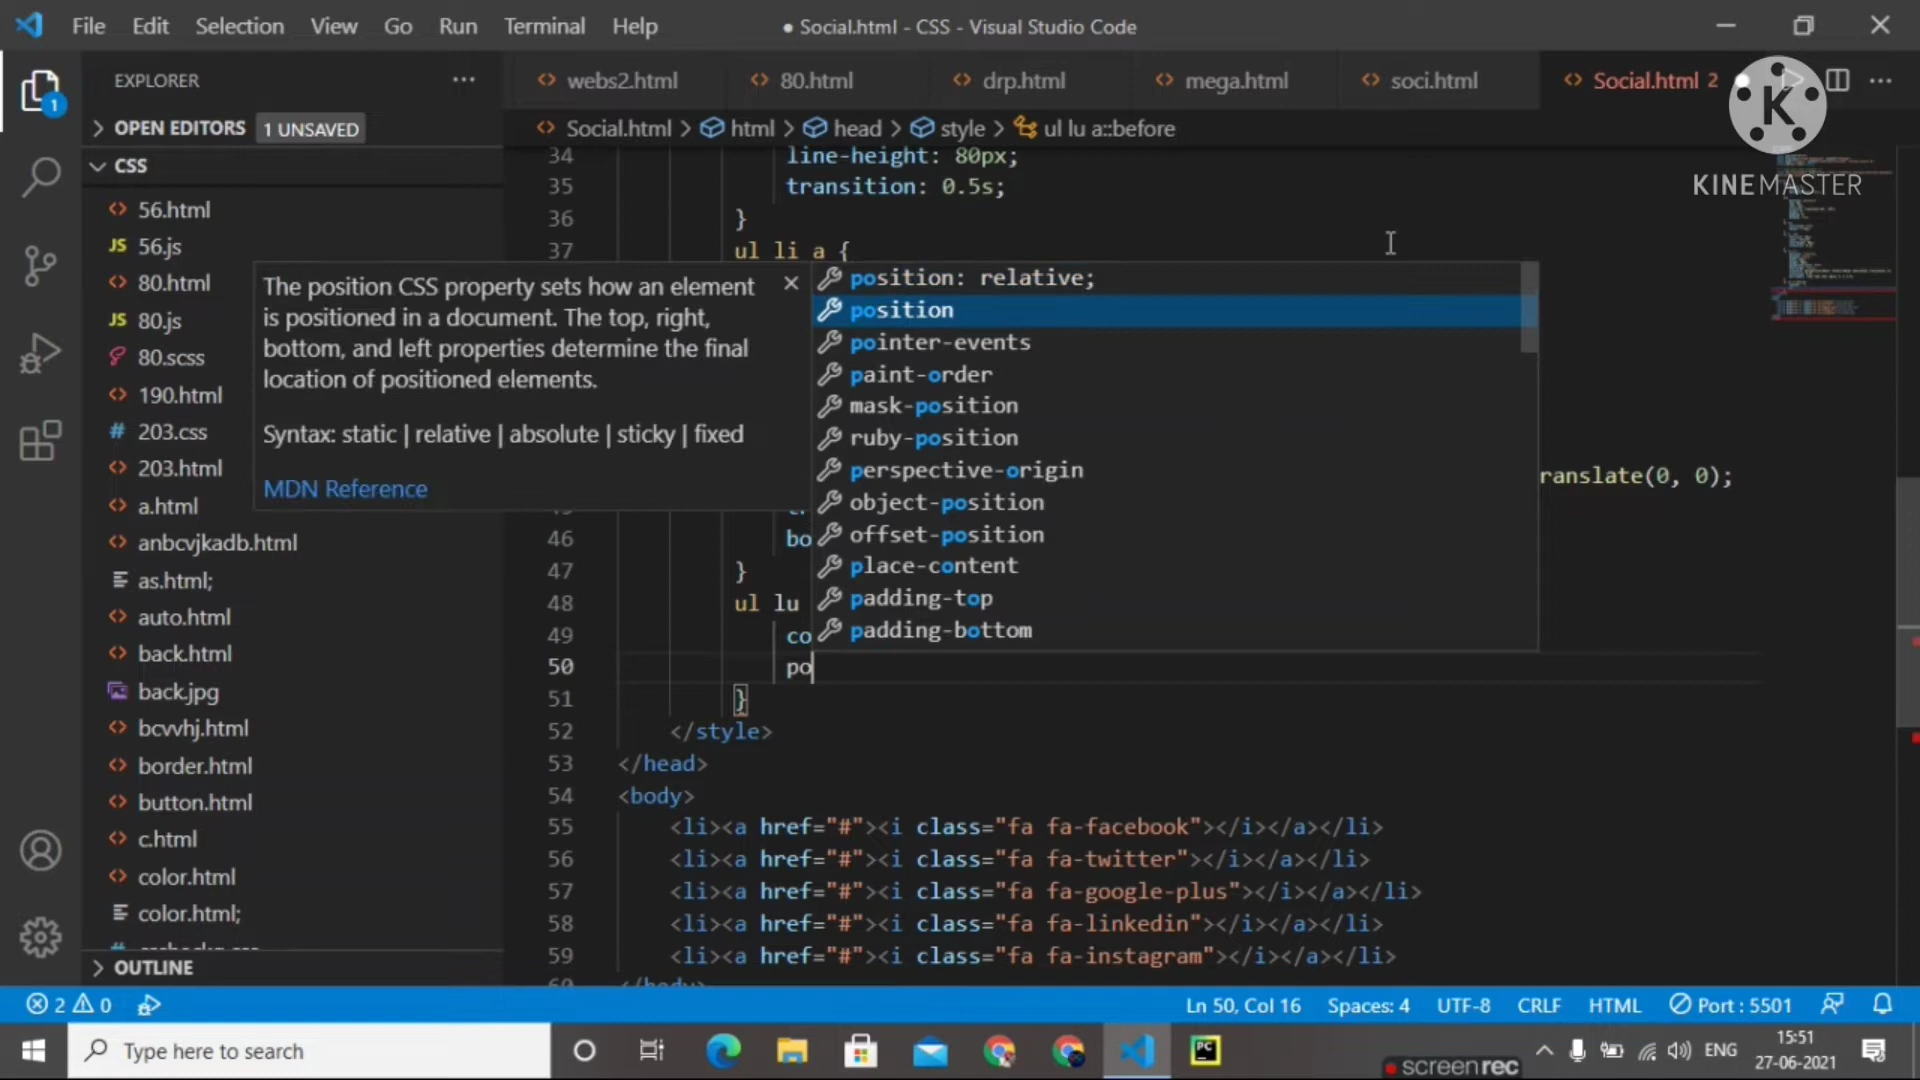 File Edit Selection View Go Run Terminal Help
● Social.html - CSS - Visual Studio Code
EXPLORER
webs2.html
80.html
drp.html
mega.html
soci.html
Social.html 2
K
KINEMASTER
OPEN EDITORS 1 UNSAVED
Social.html > html > head > style > ul lu a::before
CSS
56.html
56.js
80.html
80.js
80.scss
190.html
203.css
203.html
a.html
anbcvjkadb.html
as.html;
auto.html
back.html
back.jpg
bcvvhj.html
border.html
button.html
c.html
color.html
color.html;
OUTLINE
1
34 line-height: 80px;
35 transition: 0.5s;
36 }
37 ul li a {
The position CSS property sets how an element
is positioned in a document. The top, right,
bottom, and left properties determine the final
location of positioned elements.
Syntax: static | relative | absolute | sticky | fixed
MDN Reference
position: relative;
position
pointer-events
paint-order
mask-position
ruby-position
perspective-origin
object-position
offset-position
place-content
padding-top
padding-bottom
ranslate(0, 0);
46 bo
47 }
48 ul lu
49 co
50 po
51 }
52 </style>
53 </head>
54 <body>
55 <li><a href="#"><i class="fa fa-facebook"></i></a></li>
56 <li><a href="#"><i class="fa fa-twitter"></i></a></li>
57 <li><a href="#"><i class="fa fa-google-plus"></i></a></li>
58 <li><a href="#"><i class="fa fa-linkedin"></i></a></li>
59 <li><a href="#"><i class="fa fa-instagram"></i></a></li>
2 0
Ln 50, Col 16 Spaces: 4 UTF-8 CRLF HTML Port : 5501
Type here to search
PC
screenrec
ENG
15:51
27-06-2021